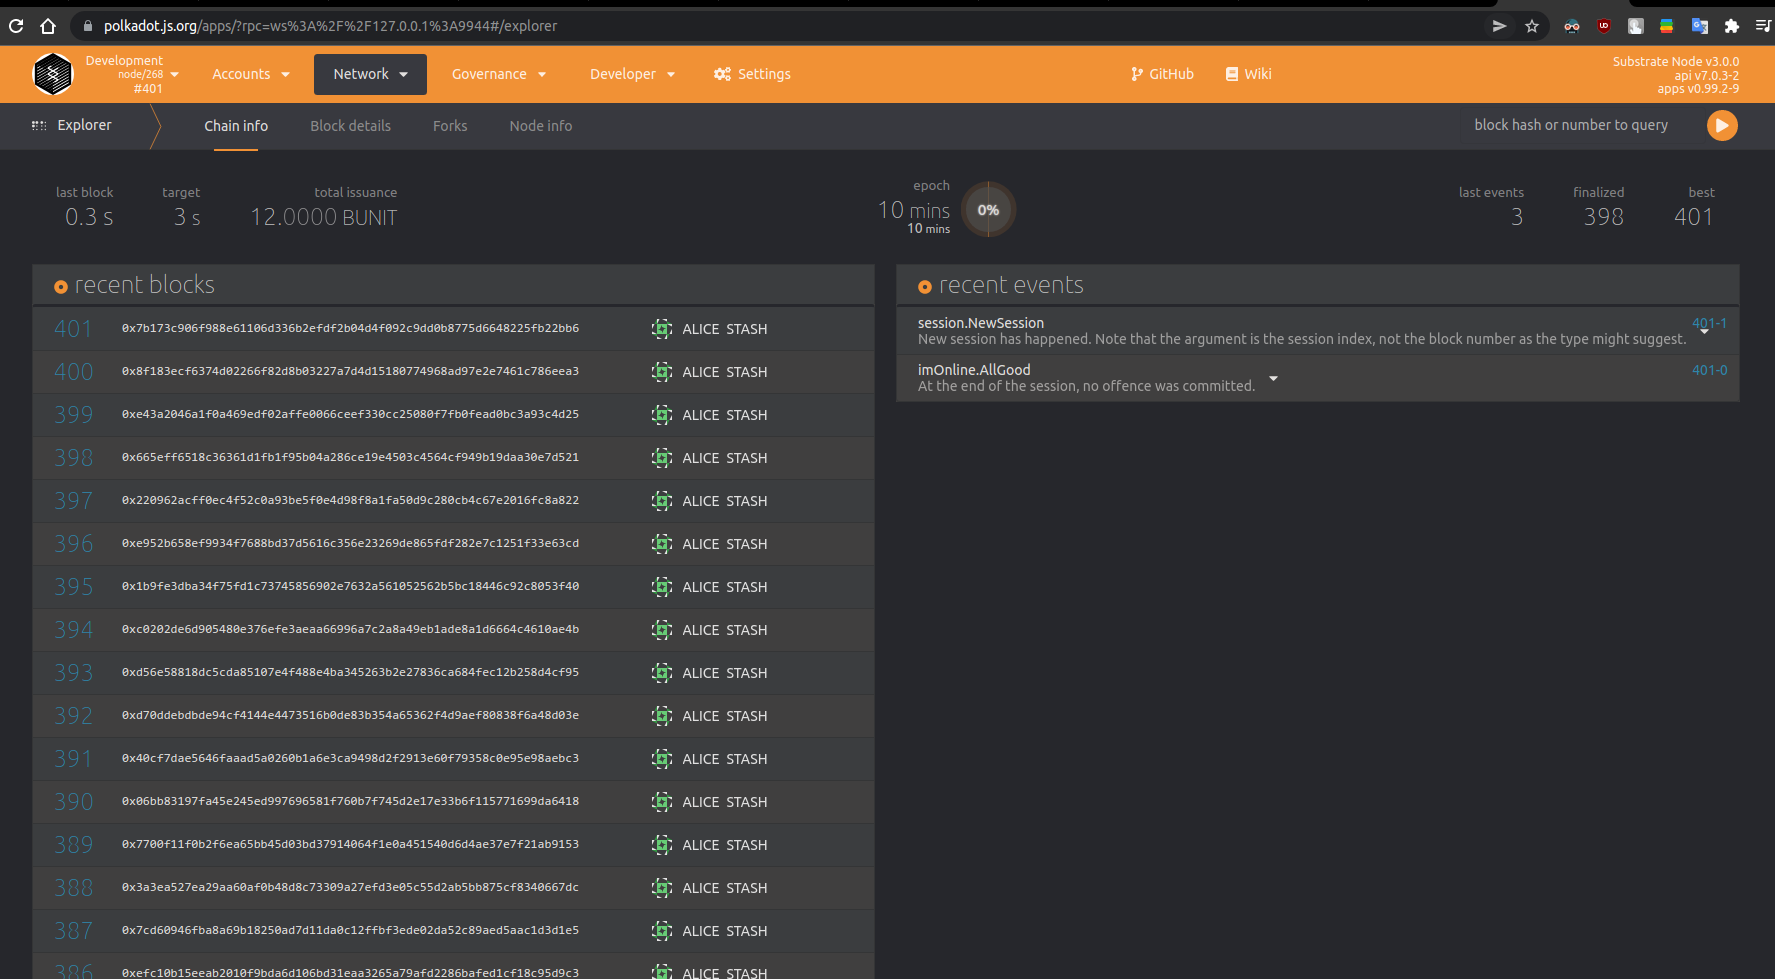 polkadot.js.org/apps/?rpc=ws%3A%2F%2F127.0.0.1%3A9944#/explorer
Development
node/268
#401
Accounts
Network
Governance
Developer
Settings
GitHub
Wiki
Substrate Node v3.0.0
api v7.0.3-2
apps v0.99.2-9
Explorer
Chain info
Block details
Forks
Node info
block hash or number to query
last block
0.3 s
target
3 s
total issuance
12.0000 BUNIT
epoch
10 mins
10 mins
0%
last events
3
finalized
398
best
401
recent blocks
401 0x7b173c906f988e61106d336b2efdf2b04d4f092c9dd0b8775d6648225fb22bb6 ALICE STASH
400 0x8f183ecf6374d02266f82d8b03227a7d4d15180774968ad97e2e7461c786eea3 ALICE STASH
399 0xe43a2046a1f0a469edf02affe0066ceef330cc25080f7fb0fead0bc3a93c4d25 ALICE STASH
398 0x665eff6518c36361d1fb1f95b04a286ce19e4503c4564cf949b19daa30e7d521 ALICE STASH
397 0x220962acff0ec4f52c0a93be5f0e4d98f8a1fa50d9c280cb4c67e2016fc8a822 ALICE STASH
396 0xe952b658ef9934f7688bd37d5616c356e23269de865fdf282e7c1251f33e63cd ALICE STASH
395 0x1b9fe3dba34f75fd1c73745856902e7632a561052562b5bc18446c92c8053f40 ALICE STASH
394 0xc0202de6d905480e376efe3aeaa66996a7c2a8a49eb1ade8a1d6664c4610ae4b ALICE STASH
393 0xd56e58818dc5cda85107e4f488e4ba345263b2e27836ca684fec12b258d4cf95 ALICE STASH
392 0xd70ddebdbde94cf4144e4473516b0de83b354a65362f4d9aef80838f6a48d03e ALICE STASH
391 0x40cf7dae5646faaad5a0260b1a6e3ca9498d2f2913e60f79358c0e95e98aebc3 ALICE STASH
390 0x06bb83197fa45e245ed997696581f760b7f745d2e17e33b6f115771699da6418 ALICE STASH
389 0x7700f11f0b2f6ea65bb45d03bd37914064f1e0a451540d6d4ae37e7f21ab9153 ALICE STASH
388 0x3a3ea527ea29aa60af0b48d8c73309a27efd3e05c55d2ab5bb875cf8340667dc ALICE STASH
387 0x7cd60946fba8a69b18250ad7d11da0c12ffbf3ede02da52c89aed5aac1d3d1e5 ALICE STASH
386 0xefc10b15eeab2010f9bda6d106bd31eaa3265a79afd2286bafed1cf18c95d9c3 ALICE STASH
recent events
session.NewSession 401-1
New session has happened. Note that the argument is the session index, not the block number as the type might suggest.
imOnline.AllGood 401-0
At the end of the session, no offence was committed.